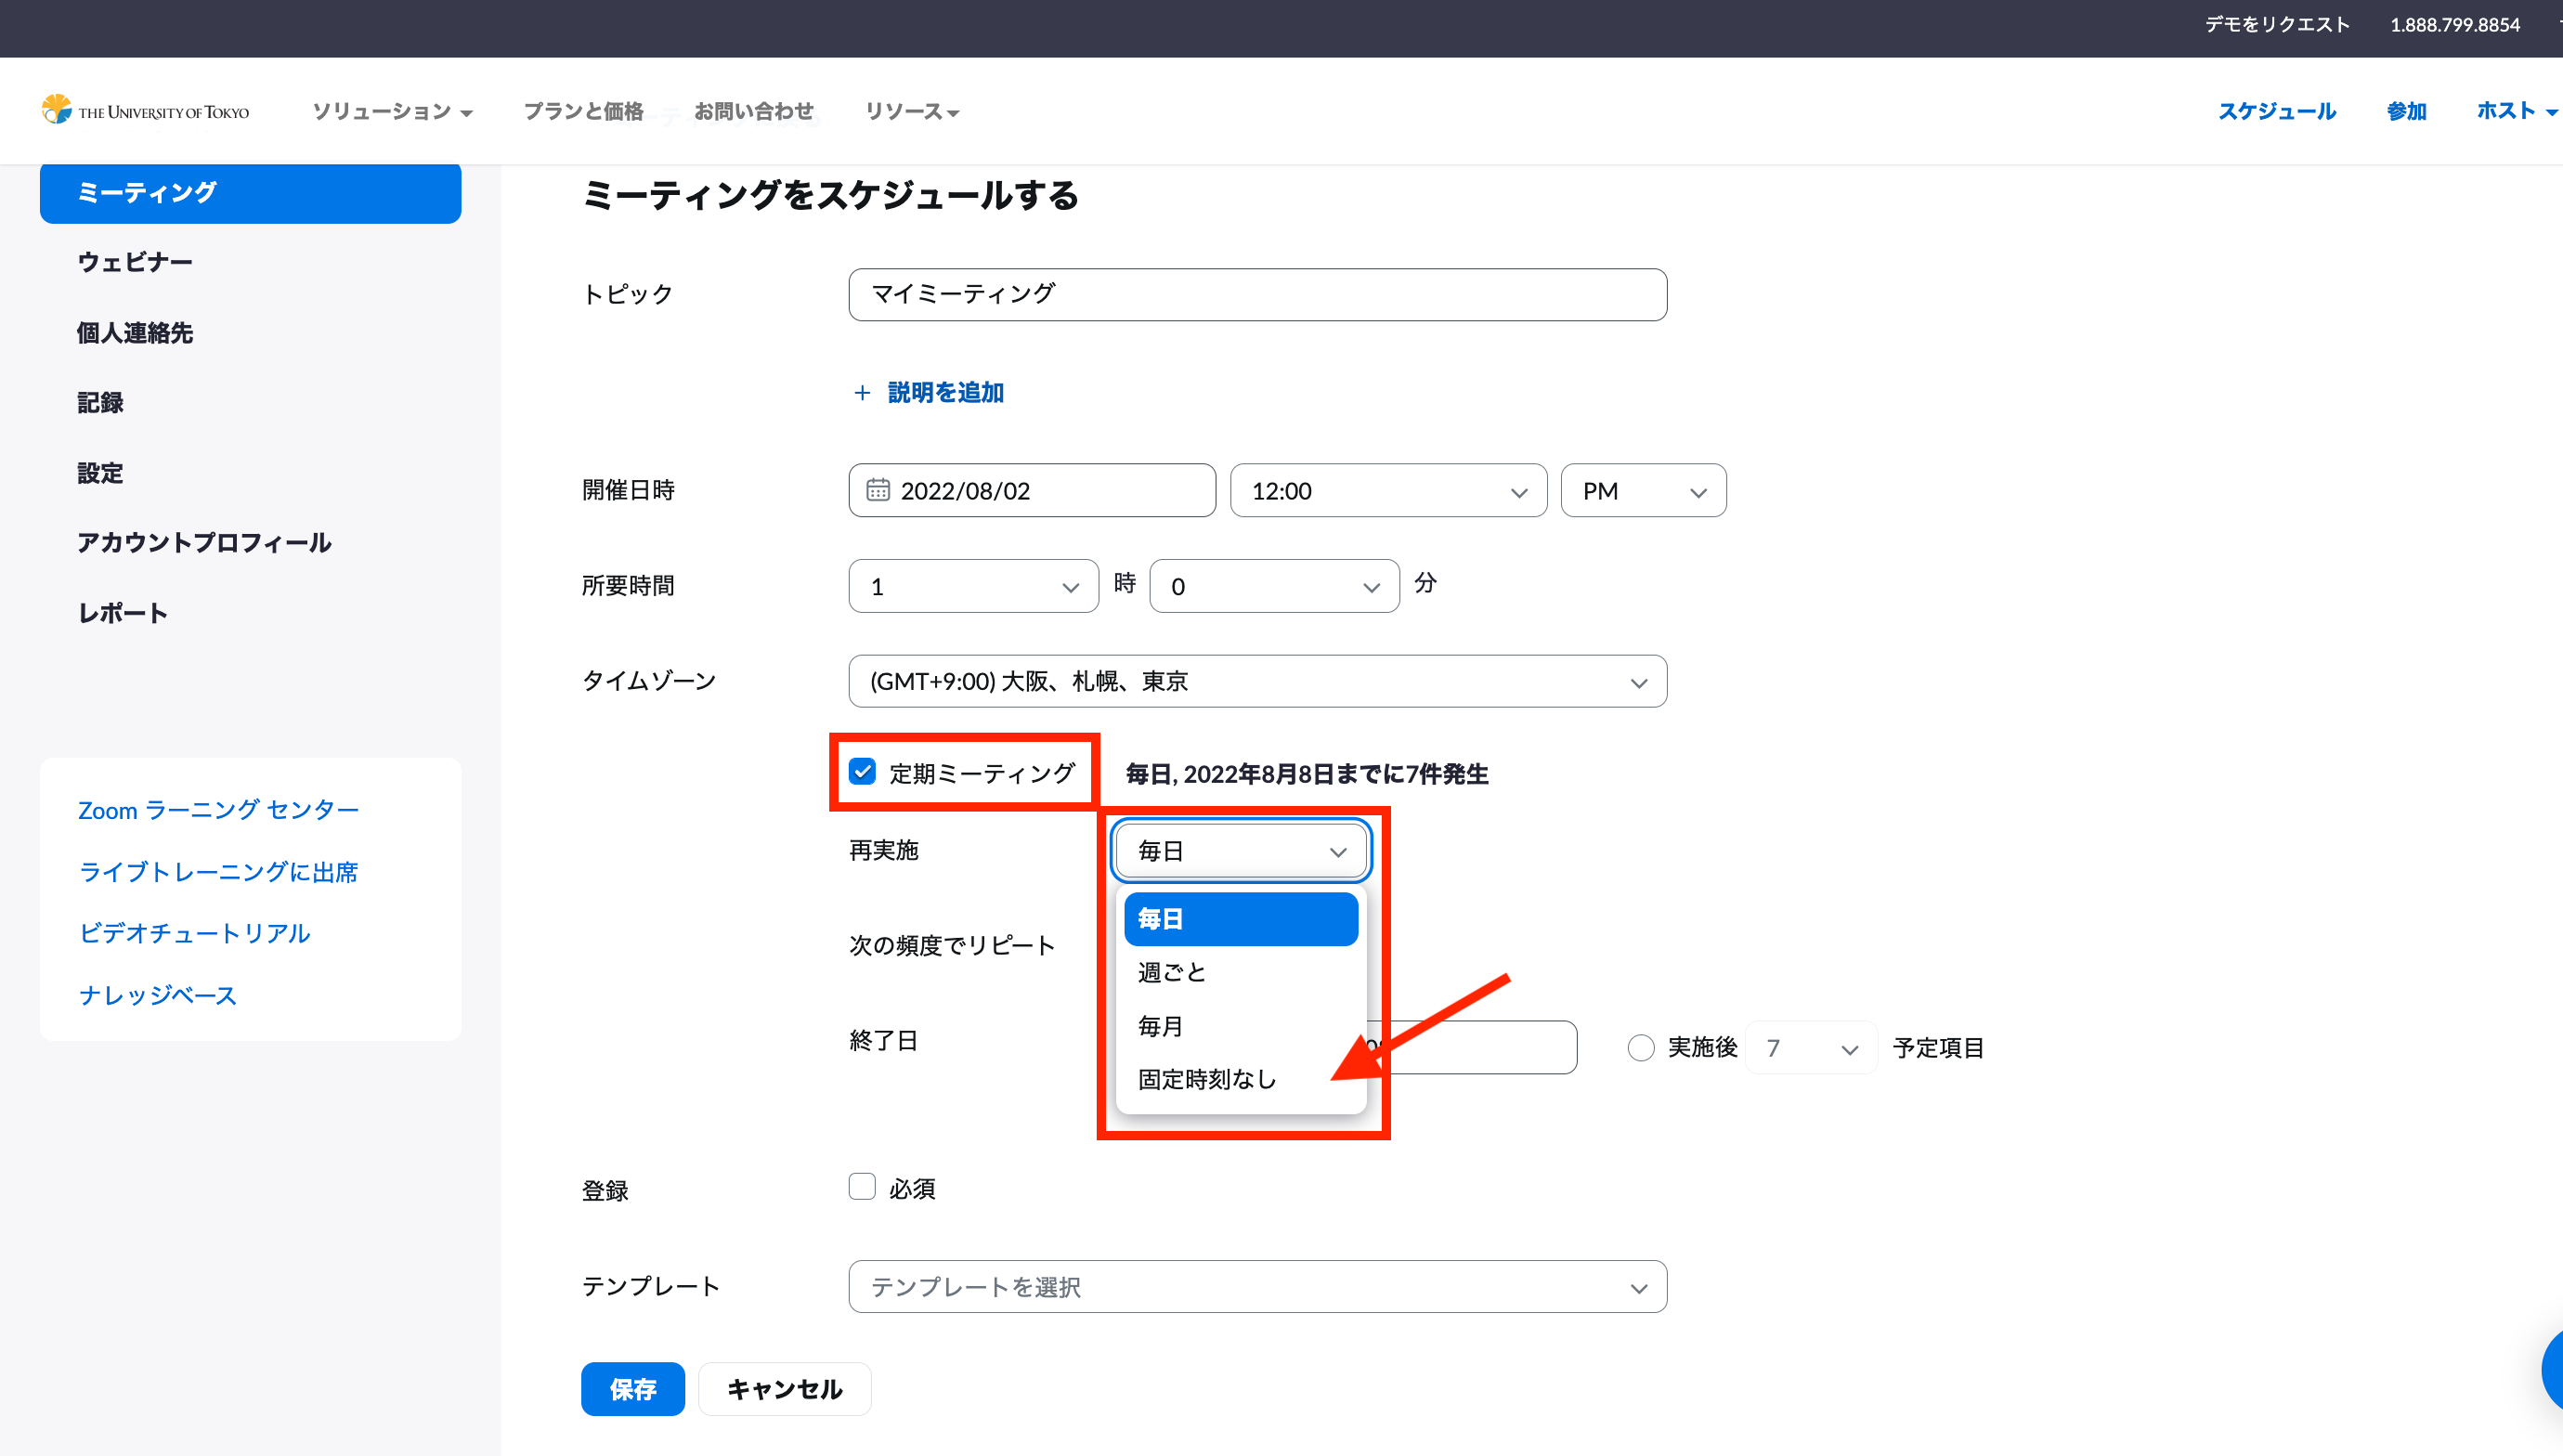 デモをリクエスト 1.888.799.8854
THE UNIVERSITY OF TOKYO ソリューション プランと価格 お問い合わせ リソース スケジュール 参加 ホスト
ミーティング
ウェビナー
個人連絡先
記録
設定
アカウントプロフィール
レポート
Zoom ラーニング センター
ライブトレーニングに出席
ビデオチュートリアル
ナレッジベース
ミーティングをスケジュールする
トピック マイミーティング
+ 説明を追加
開催日時 2022/08/02 12:00 PM
所要時間 1 時 0 分
タイムゾーン (GMT+9:00) 大阪、札幌、東京
定期ミーティング 毎日, 2022年8月8日までに7件発生
再実施 毎日
毎日
週ごと
毎月
固定時刻なし
次の頻度でリピート
終了日 実施後 7 予定項目
登録 必須
テンプレート テンプレートを選択
保存 キャンセル